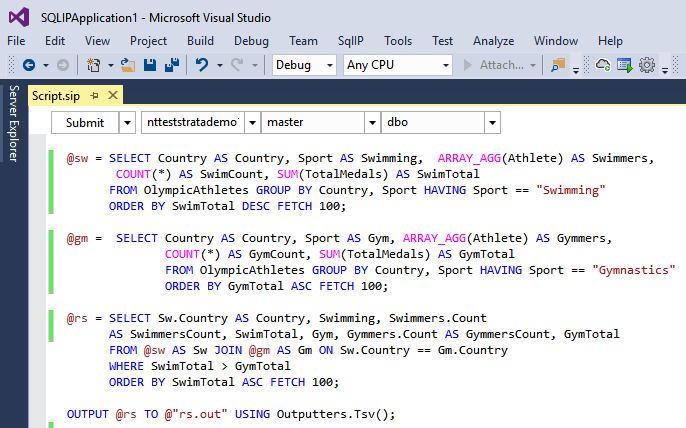 SQLIPApplication1 - Microsoft Visual Studio
File Edit View Project Build Debug SqlIP Tools Test Analyze Window Help
Debug Any CPU Attach...
Server Explorer
Script.sip
Submit ntteststratademo master dbo
@sw = SELECT Country AS Country, Sport AS Swimming, ARRAY_AGG(Athlete) AS Swimmers,
COUNT(*) AS SwimCount, SUM(TotalMedals) AS SwimTotal
FROM OlympicAthletes GROUP BY Country, Sport HAVING Sport == "Swimming"
ORDER BY SwimTotal DESC FETCH 100;
@gm = SELECT Country AS Country, Sport AS Gym, ARRAY_AGG(Athlete) AS Gymmers,
COUNT(*) AS GymCount, SUM(TotalMedals) AS GymTotal
FROM OlympicAthletes GROUP BY Country, Sport HAVING Sport == "Gymnastics"
ORDER BY GymTotal ASC FETCH 100;
@rs = SELECT Sw.Country AS Country, Swimming, Swimmers.Count
AS SwimmersCount, SwimTotal, Gym, Gymmers.Count AS GymmersCount, GymTotal
FROM @sw AS Sw JOIN @gm AS Gm ON Sw.Country == Gm.Country
WHERE SwimTotal > GymTotal
ORDER BY SwimTotal ASC FETCH 100;
OUTPUT @rs TO @"rs.out" USING Outputters.Tsv();